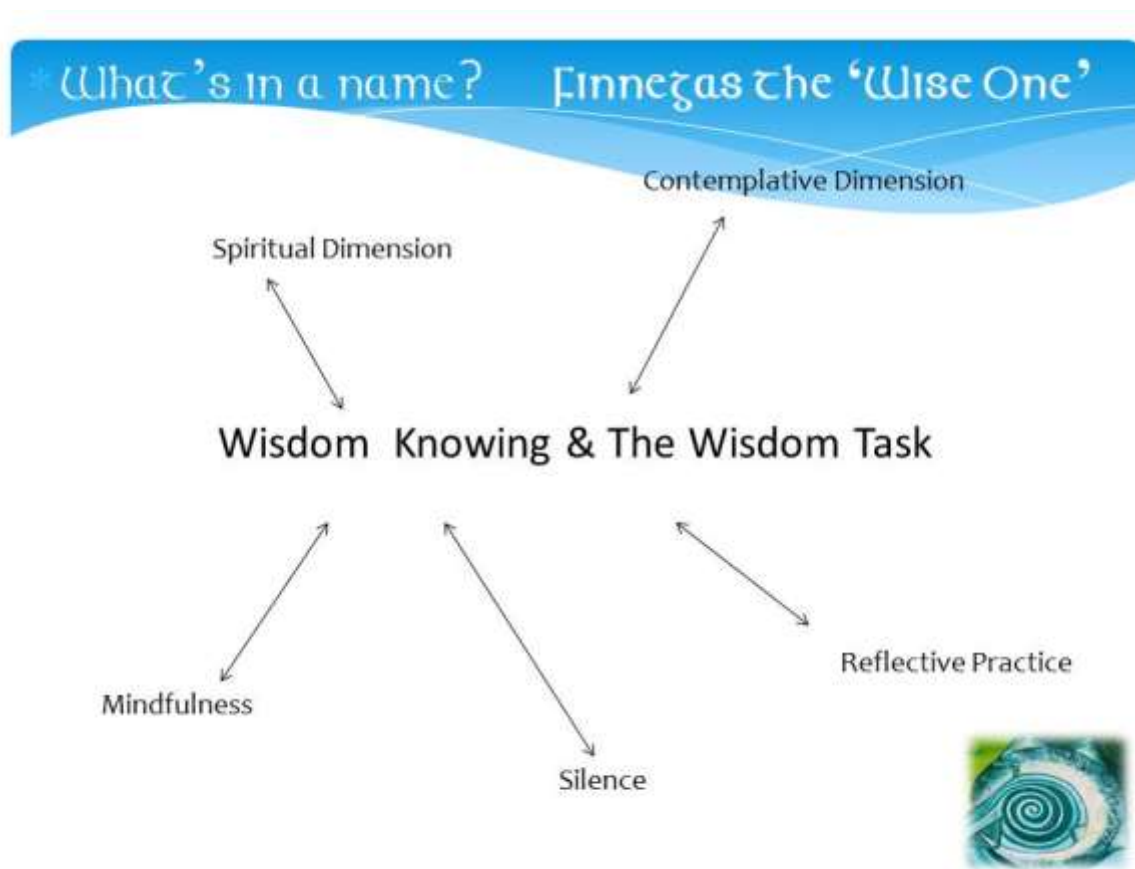 * What's in a name? Finnegas the ‘Wise One’
Contemplative Dimension
Spiritual Dimension
Wisdom Knowing & The Wisdom Task
Reflective Practice
Mindfulness
Silence